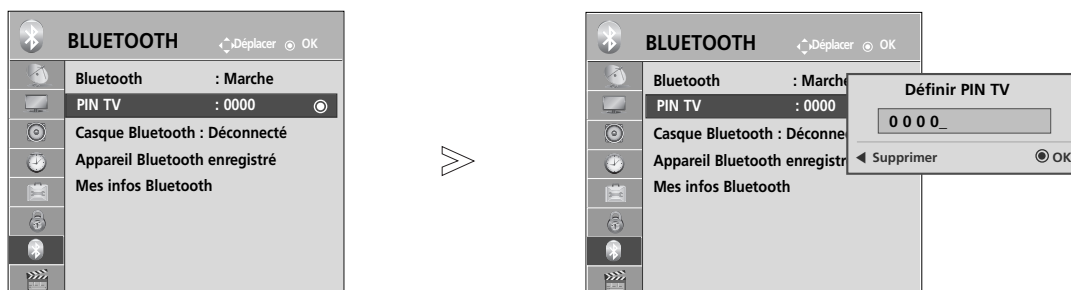 BLUETOOTH Déplacer OK
Bluetooth : Marche
PIN TV : 0000
Casque Bluetooth : Déconnecté
Appareil Bluetooth enregistré
Mes infos Bluetooth
BLUETOOTH Déplacer OK
Bluetooth : Marche
PIN TV : 0000
Casque Bluetooth : Déconne
Appareil Bluetooth enregistr
Mes infos Bluetooth
Définir PIN TV
0 0 0 0_
Supprimer OK